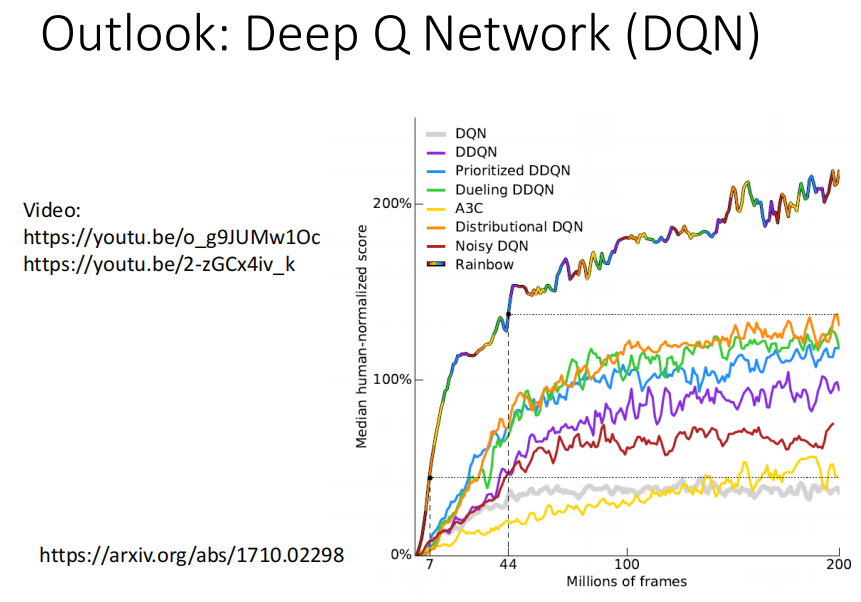 Outlook: Deep Q Network (DQN)
Video:
https://youtu.be/o_g9JUMw1Oc
https://youtu.be/2-zGCx4iv_k
https://arxiv.org/abs/1710.02298
Median human-normalized score
200%
100%
0%
DQN
DDQN
Prioritized DDQN
Dueling DDQN
A3C
Distributional DQN
Noisy DQN
Rainbow
7 44 100 200
Millions of frames